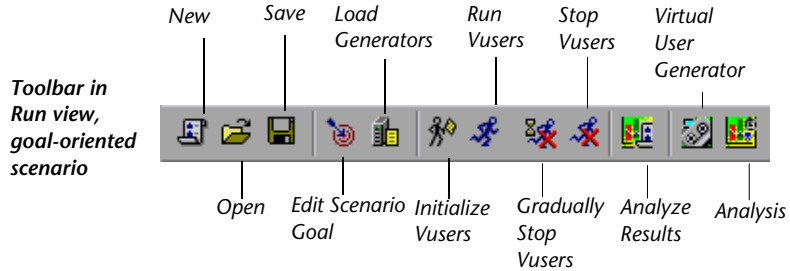 New
Save
Load
Generators
Run
Vusers
Stop
Vusers
Virtual
User
Generator
Toolbar in
Run view,
goal-oriented
scenario
Open
Edit Scenario
Goal
Initialize
Vusers
Gradually
Stop
Vusers
Analyze
Results
Analysis